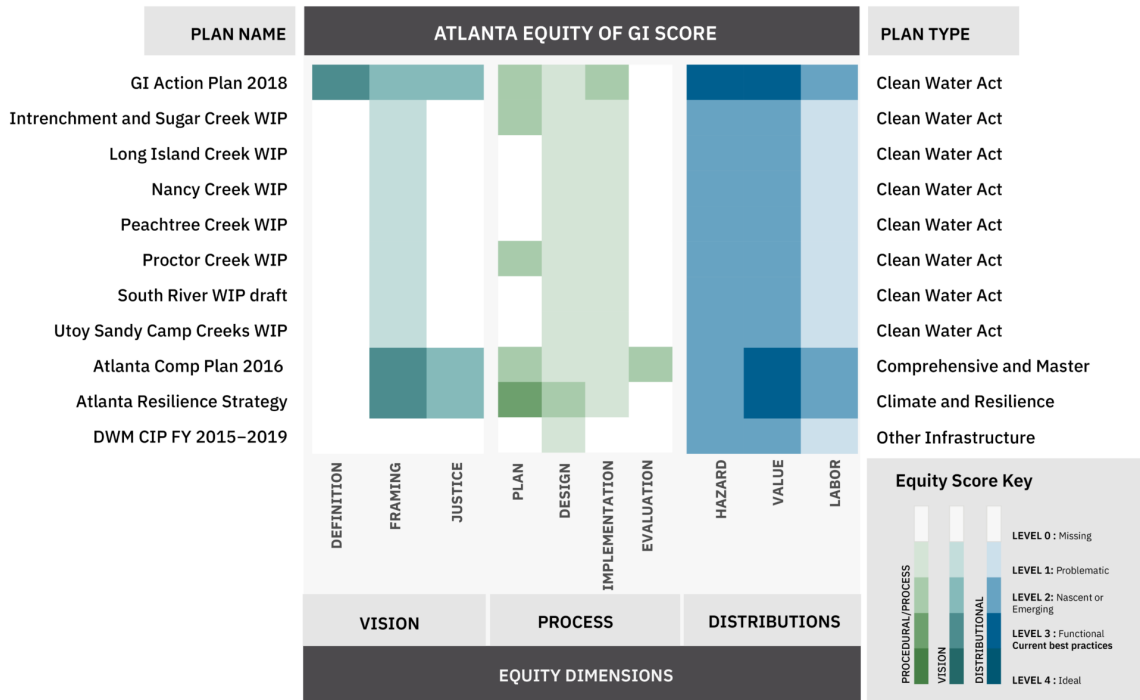 PLAN NAME
ATLANTA EQUITY OF GI SCORE
PLAN TYPE
GI Action Plan 2018
Clean Water Act
Intrenchment and Sugar Creek WIP
Clean Water Act
Long Island Creek WIP
Clean Water Act
Nancy Creek WIP
Clean Water Act
Peachtree Creek WIP
Clean Water Act
Proctor Creek WIP
Clean Water Act
South River WIP draft
Clean Water Act
Utoy Sandy Camp Creeks WIP
Clean Water Act
Atlanta Comp Plan 2016
Comprehensive and Master
Atlanta Resilience Strategy
Climate and Resilience
DWM CIP FY 2015–2019
Other Infrastructure
DEFINITION
FRAMING
JUSTICE
PLAN
DESIGN
IMPLEMENTATION
EVALUATION
HAZARD
VALUE
LABOR
VISION
PROCESS
DISTRIBUTIONS
EQUITY DIMENSIONS
Equity Score Key
PROCEDURAL/PROCESS
VISION
DISTRIBUTIONAL
LEVEL 0 : Missing
LEVEL 1: Problematic
LEVEL 2: Nascent or
Emerging
LEVEL 3 : Functional
Current best practices
LEVEL 4 : Ideal